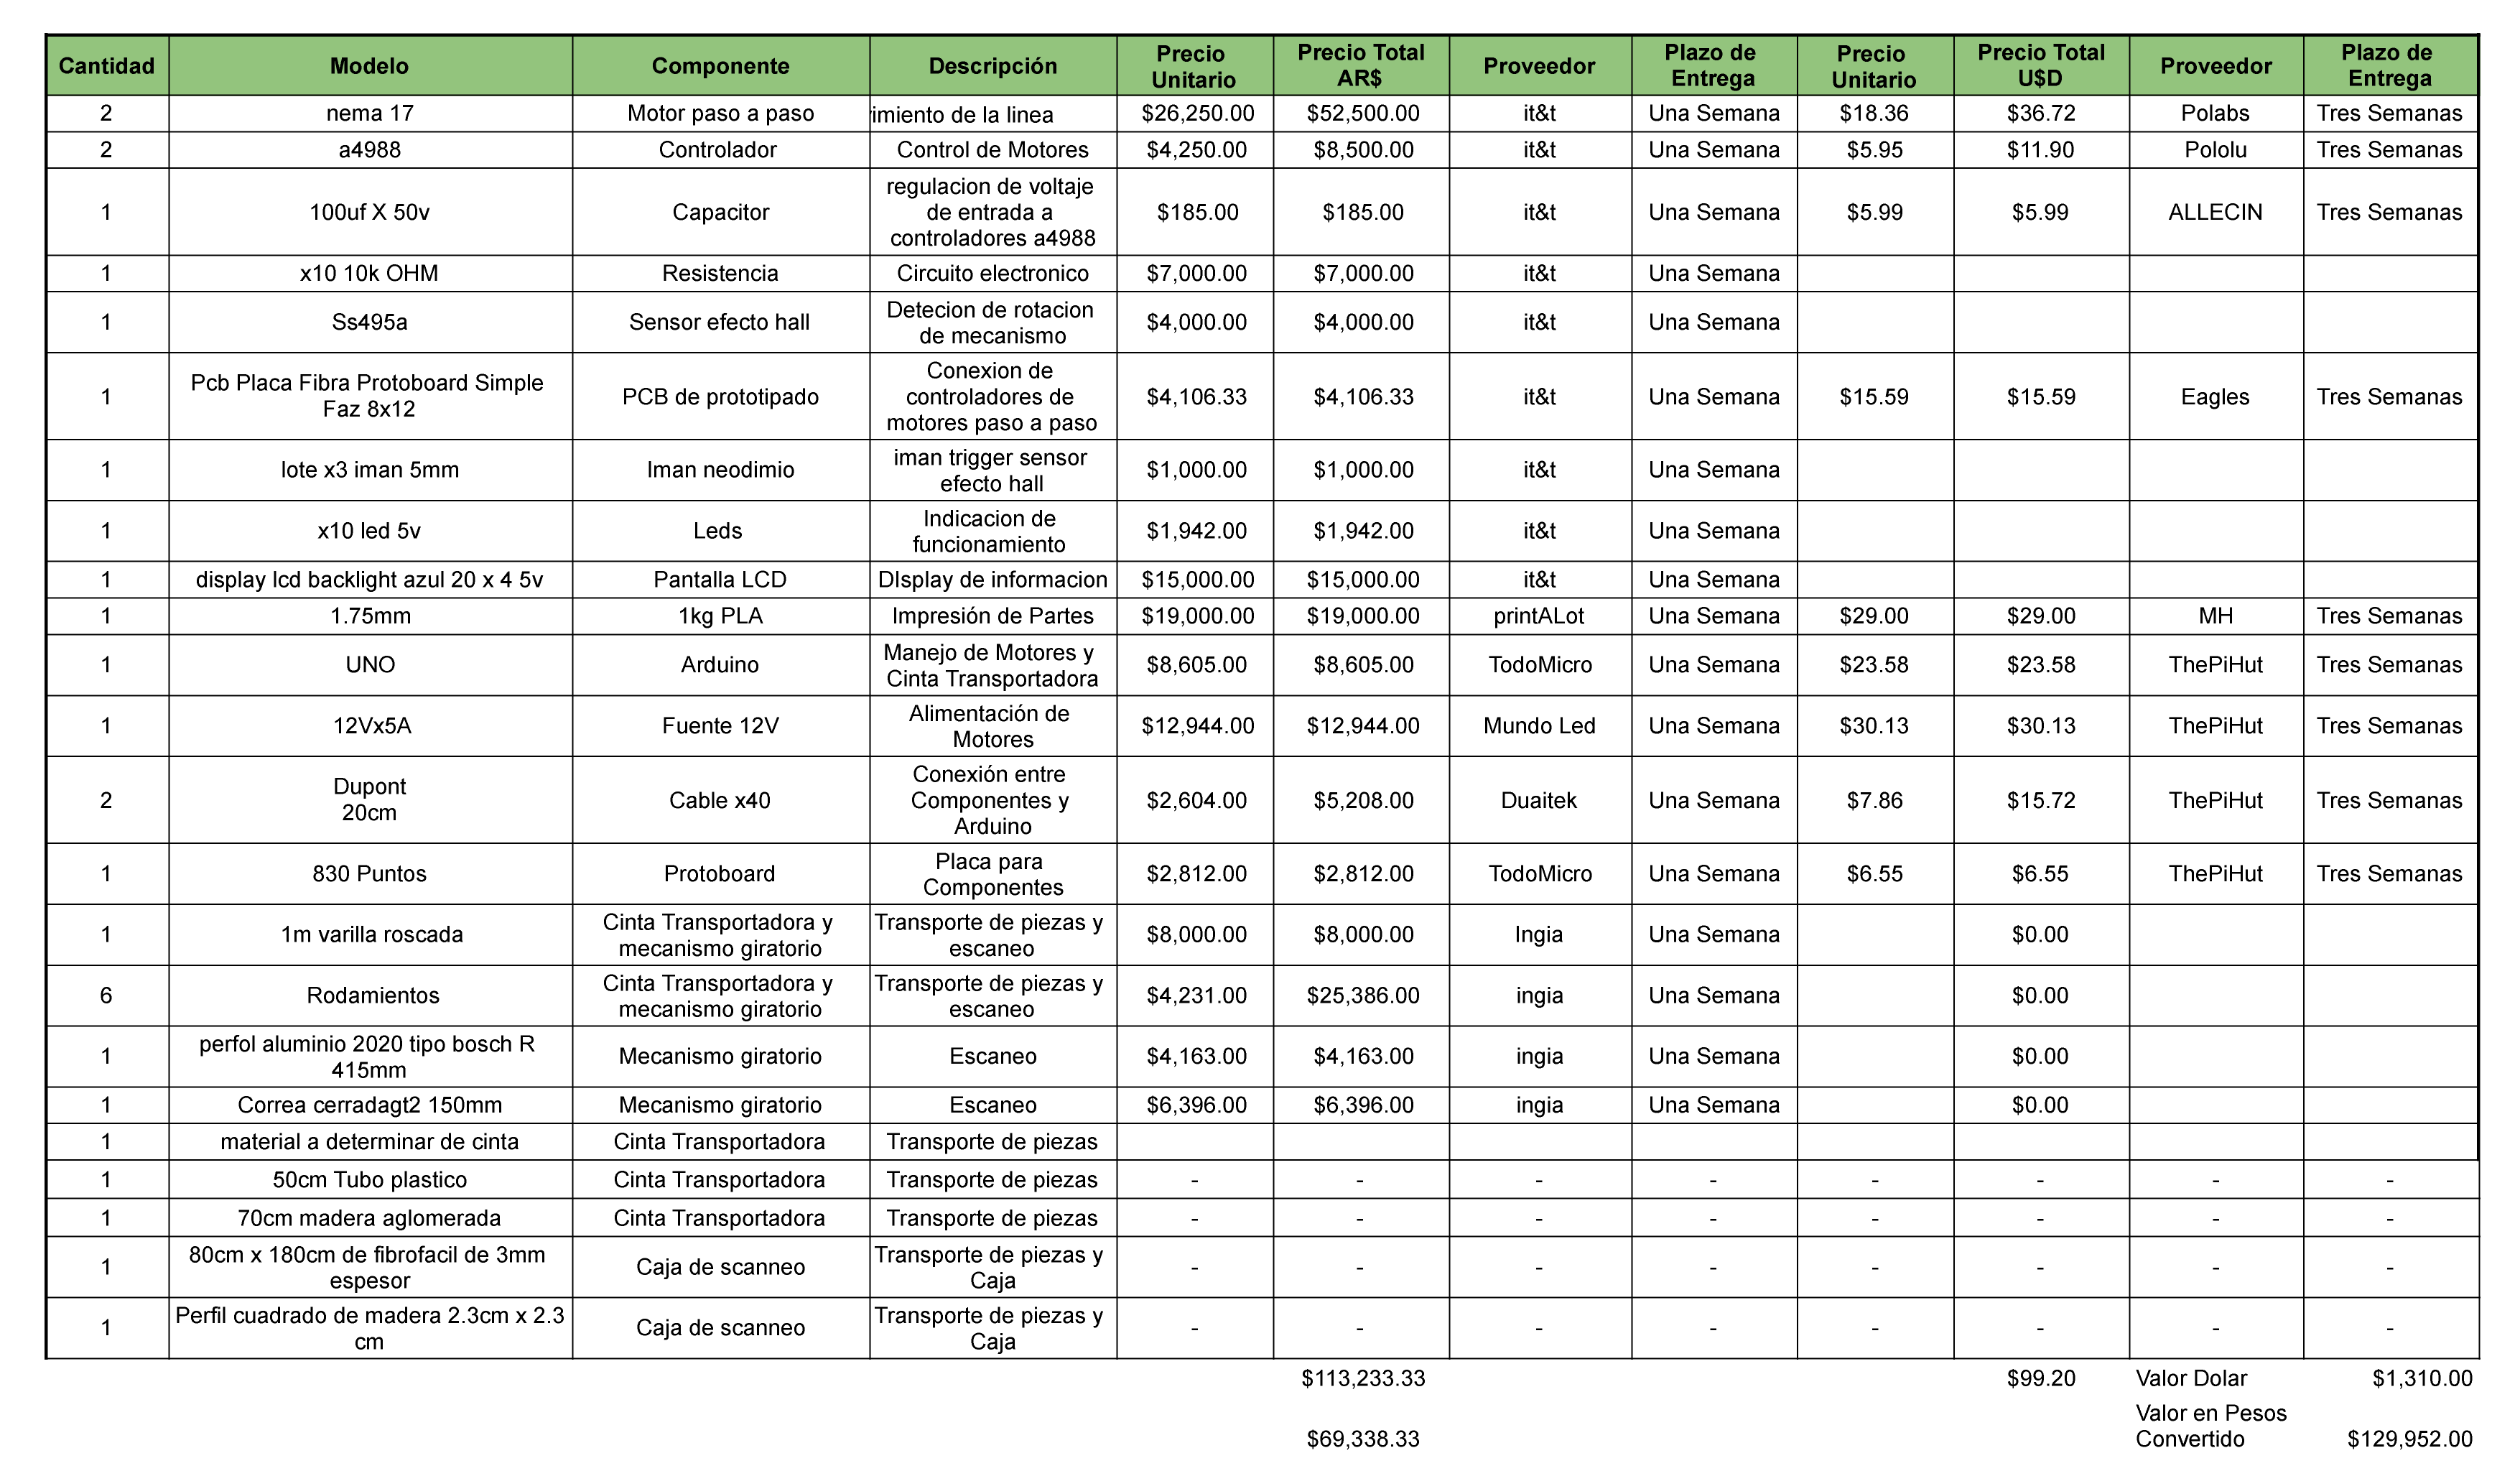 Cantidad Modelo Componente Descripción Precio Unitario Precio Total AR$ Proveedor Plazo de Entrega Precio Unitario Precio Total U$D Proveedor Plazo de Entrega
2 nema 17 Motor paso a paso imiento de la linea $26,250.00 $52,500.00 it&t Una Semana $18.36 $36.72 Polabs Tres Semanas
2 a4988 Controlador Control de Motores $4,250.00 $8,500.00 it&t Una Semana $5.95 $11.90 Pololu Tres Semanas
1 100uf X 50v Capacitor regulacion de voltaje de entrada a controladores a4988 $185.00 $185.00 it&t Una Semana $5.99 $5.99 ALLECIN Tres Semanas
1 x10 10k OHM Resistencia Circuito electronico $7,000.00 $7,000.00 it&t Una Semana
1 Ss495a Sensor efecto hall Detecion de rotacion de mecanismo $4,000.00 $4,000.00 it&t Una Semana
1 Pcb Placa Fibra Protoboard Simple Faz 8x12 PCB de prototipado Conexion de controladores de motores paso a paso $4,106.33 $4,106.33 it&t Una Semana $15.59 $15.59 Eagles Tres Semanas
1 lote x3 iman 5mm Iman neodimio iman trigger sensor efecto hall $1,000.00 $1,000.00 it&t Una Semana
1 x10 led 5v Leds Indicacion de funcionamiento $1,942.00 $1,942.00 it&t Una Semana
1 display lcd backlight azul 20 x 4 5v Pantalla LCD DIsplay de informacion $15,000.00 $15,000.00 it&t Una Semana
1 1.75mm 1kg PLA Impresión de Partes $19,000.00 $19,000.00 printALot Una Semana $29.00 $29.00 MH Tres Semanas
1 UNO Arduino Manejo de Motores y Cinta Transportadora $8,605.00 $8,605.00 TodoMicro Una Semana $23.58 $23.58 ThePiHut Tres Semanas
1 12Vx5A Fuente 12V Alimentación de Motores $12,944.00 $12,944.00 Mundo Led Una Semana $30.13 $30.13 ThePiHut Tres Semanas
2 Dupont 20cm Cable x40 Conexión entre Componentes y Arduino $2,604.00 $5,208.00 Duaitek Una Semana $7.86 $15.72 ThePiHut Tres Semanas
1 830 Puntos Protoboard Placa para Componentes $2,812.00 $2,812.00 TodoMicro Una Semana $6.55 $6.55 ThePiHut Tres Semanas
1 1m varilla roscada Cinta Transportadora y mecanismo giratorio Transporte de piezas y escaneo $8,000.00 $8,000.00 Ingia Una Semana $0.00
6 Rodamientos Cinta Transportadora y mecanismo giratorio Transporte de piezas y escaneo $4,231.00 $25,386.00 ingia Una Semana $0.00
1 perfol aluminio 2020 tipo bosch R 415mm Mecanismo giratorio Escaneo $4,163.00 $4,163.00 ingia Una Semana $0.00
1 Correa cerradagt2 150mm Mecanismo giratorio Escaneo $6,396.00 $6,396.00 ingia Una Semana $0.00
1 material a determinar de cinta Cinta Transportadora Transporte de piezas
1 50cm Tubo plastico Cinta Transportadora Transporte de piezas - - - - - - - -
1 70cm madera aglomerada Cinta Transportadora Transporte de piezas - - - - - - - -
1 80cm x 180cm de fibrofacil de 3mm espesor Caja de scanneo Transporte de piezas y Caja - - - - - - - -
1 Perfil cuadrado de madera 2.3cm x 2.3 cm Caja de scanneo Transporte de piezas y Caja - - - - - - - -
$113,233.33 $99.20 Valor Dolar $1,310.00
$69,338.33 Valor en Pesos Convertido $129,952.00